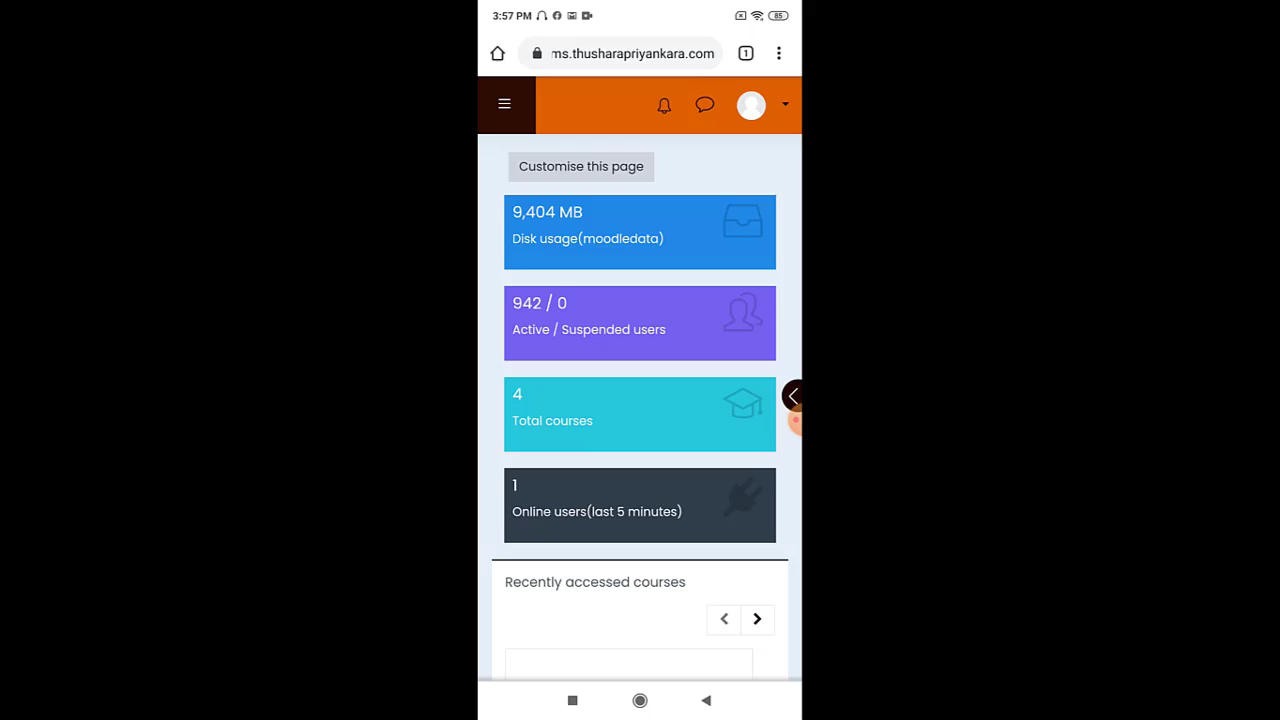 3:57 PM
85
ms.thusharapriyankara.com
1
Customise this page
9,404 MB
Disk usage(moodledata)
942 / 0
Active / Suspended users
4
Total courses
1
Online users(last 5 minutes)
Recently accessed courses